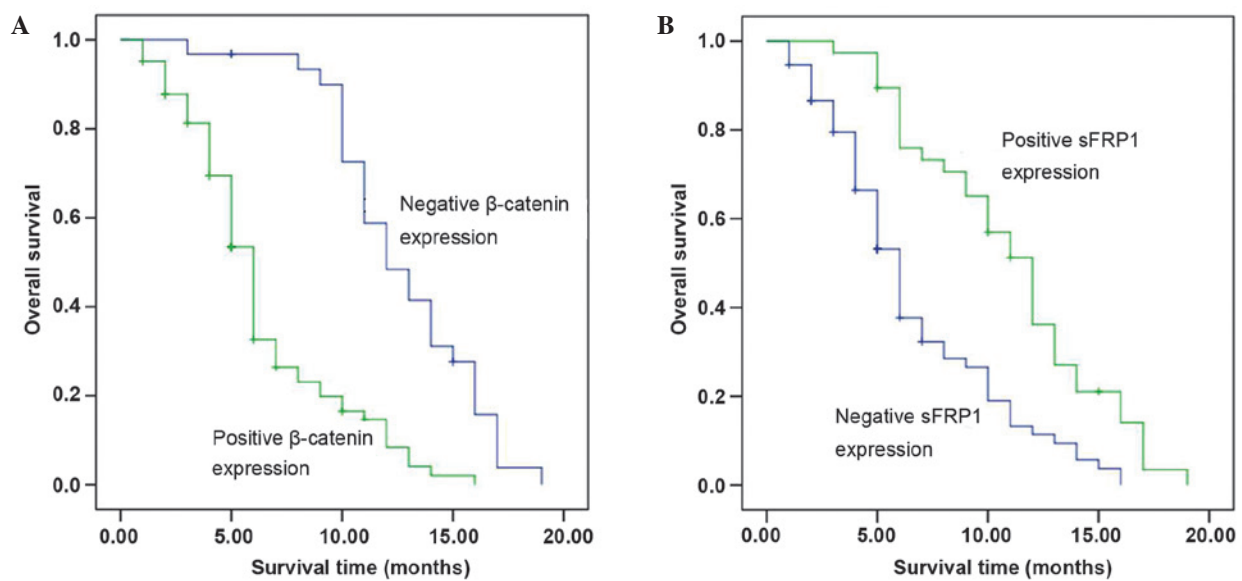 A
1.0
0.8
0.6
0.4
0.2
0.0
Overall survival
Negative β-catenin
expression
Positive β-catenin
expression
0.00 5.00 10.00 15.00 20.00
Survival time (months)
B
1.0
0.8
0.6
0.4
0.2
0.0
Overall survival
Positive sFRP1
expression
Negative sFRP1
expression
0.00 5.00 10.00 15.00 20.00
Survival time (months)